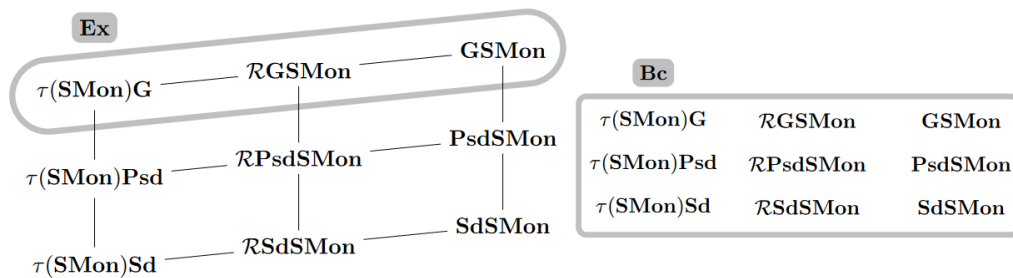 Ex
τ(SMon)G
ℛGSMon
GSMon
τ(SMon)Psd
ℛPsdSMon
PsdSMon
τ(SMon)Sd
ℛSdSMon
SdSMon
Bc
τ(SMon)G ℛGSMon GSMon
τ(SMon)Psd ℛPsdSMon PsdSMon
τ(SMon)Sd ℛSdSMon SdSMon